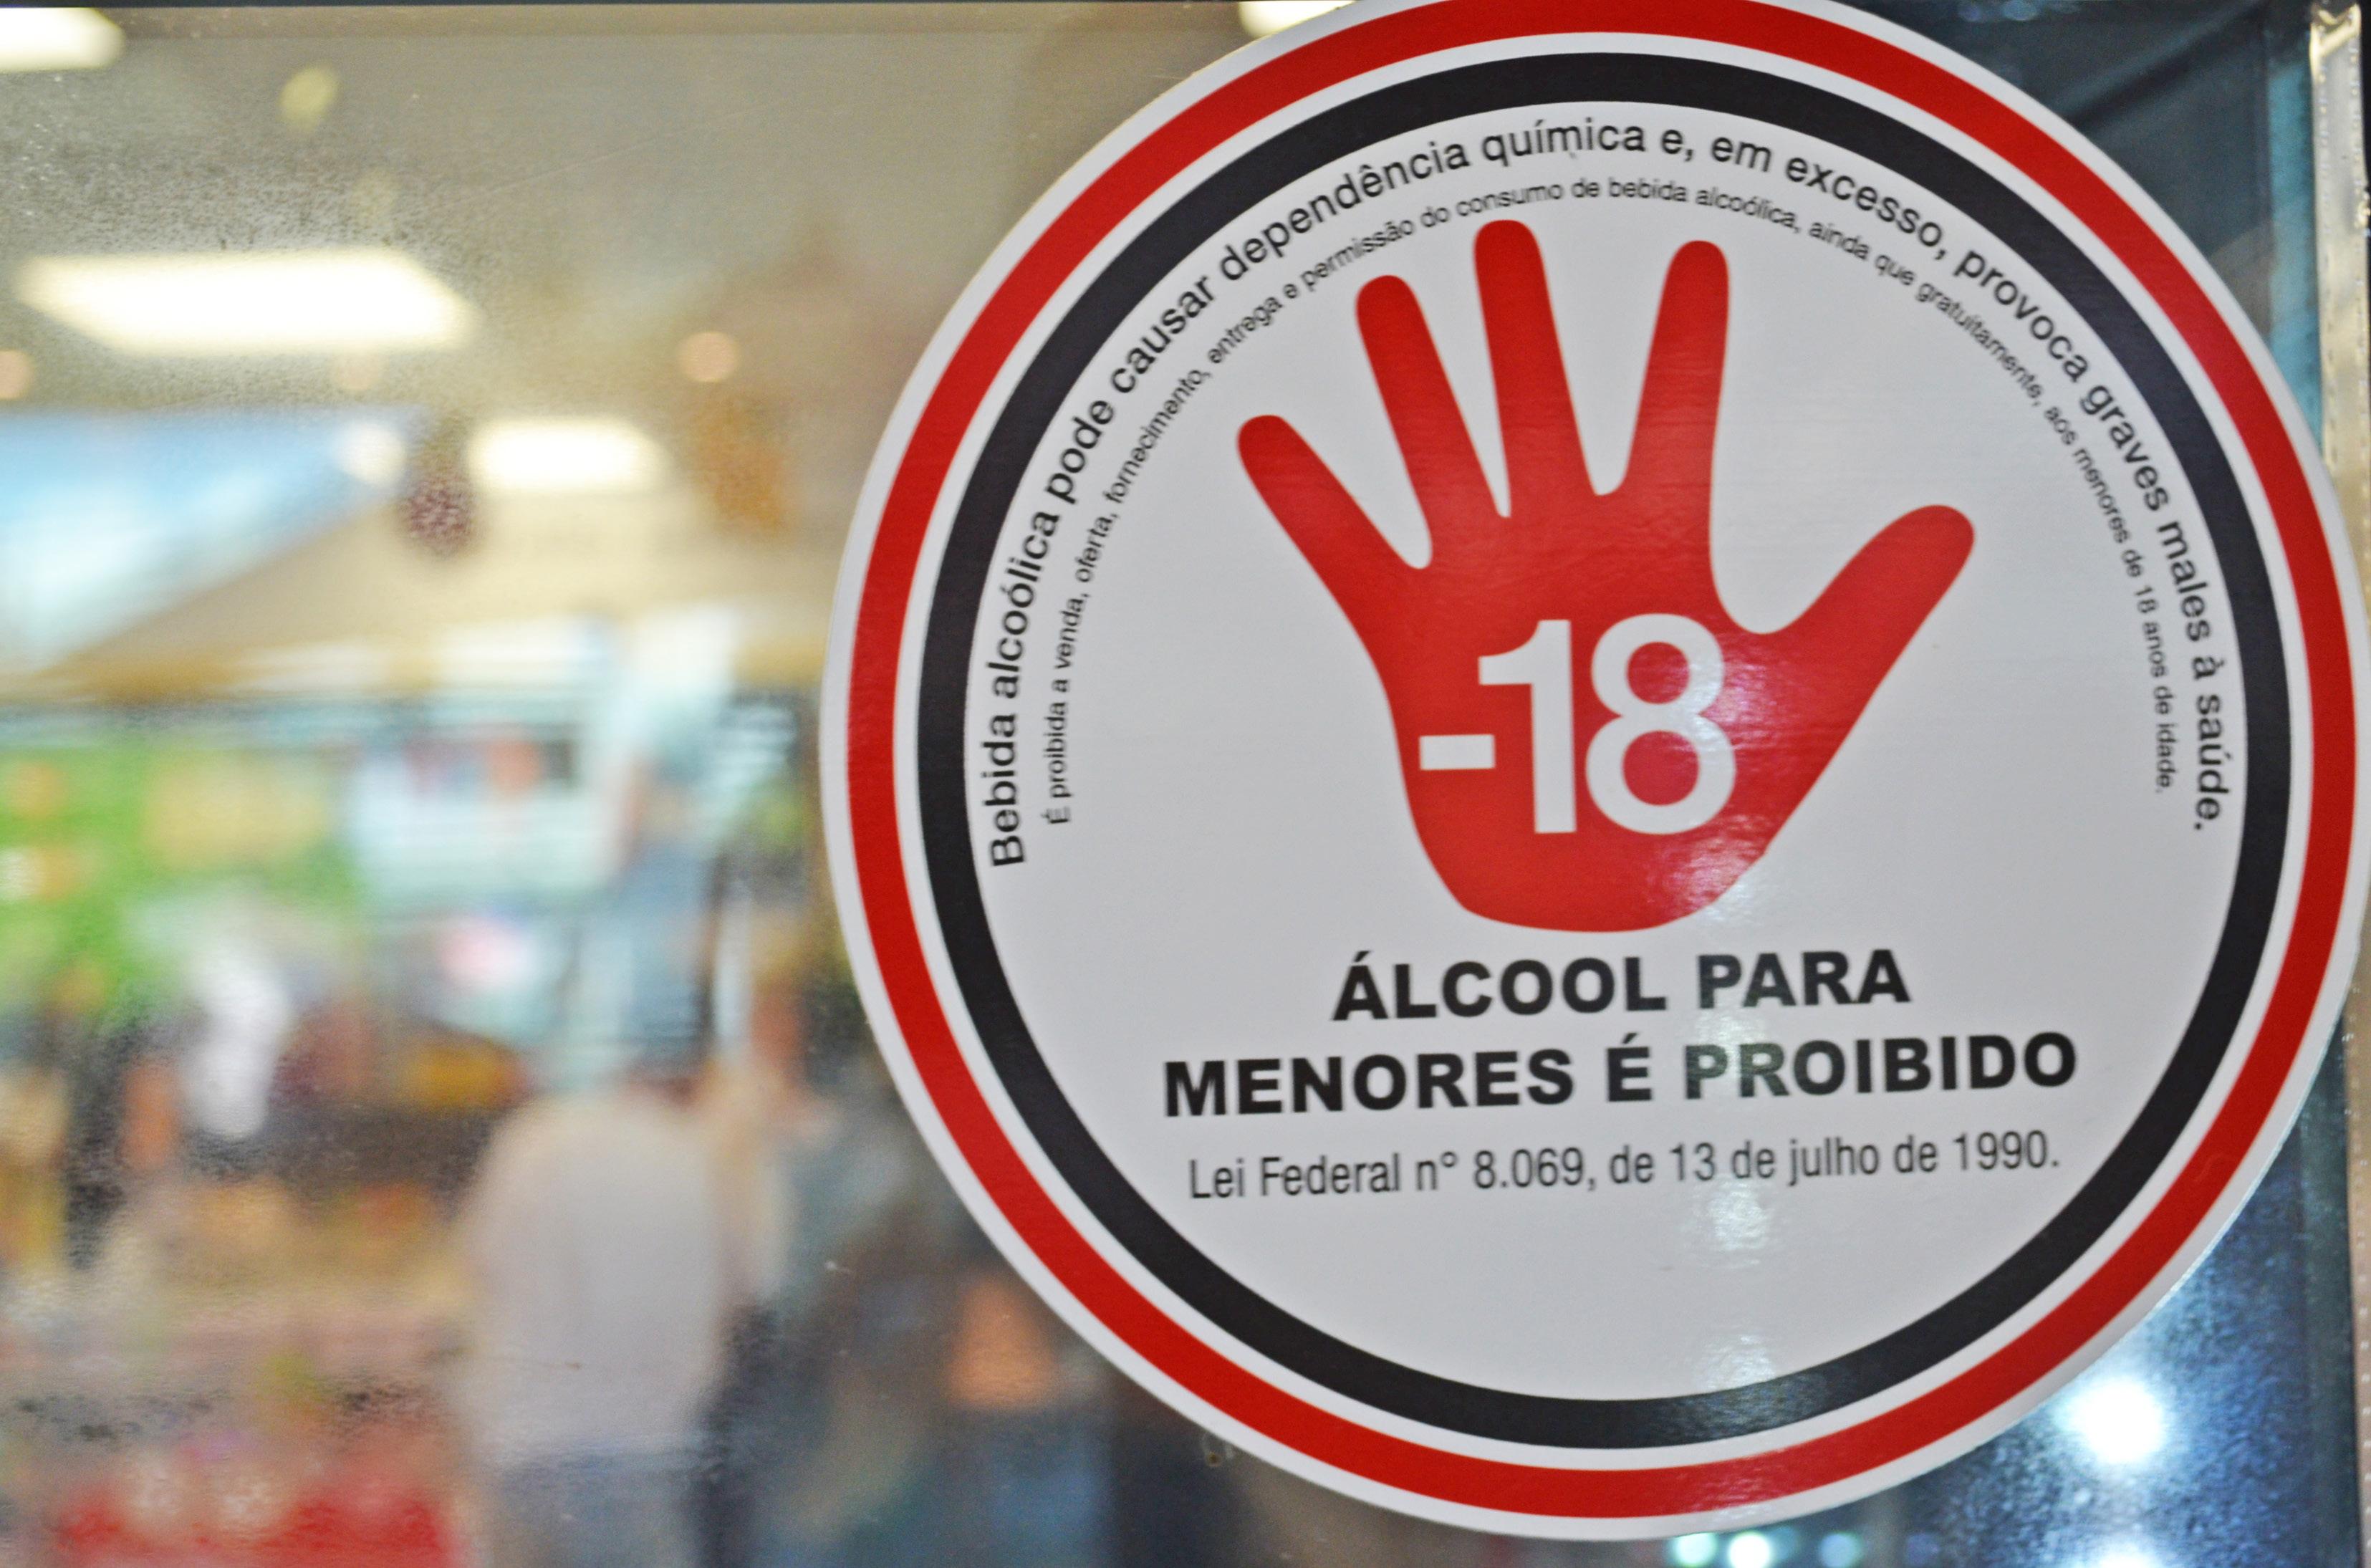 Bebida alcoólica pode causar dependência química e, em excesso, provoca graves males à saúde.
É proibida a venda, oferta, fornecimento, entrega e permissão do consumo de bebida alcoólica, ainda que gratuitamente, aos menores de 18 anos de idade.
-18
ÁLCOOL PARA
MENORES É PROIBIDO
Lei Federal n° 8.069, de 13 de julho de 1990.